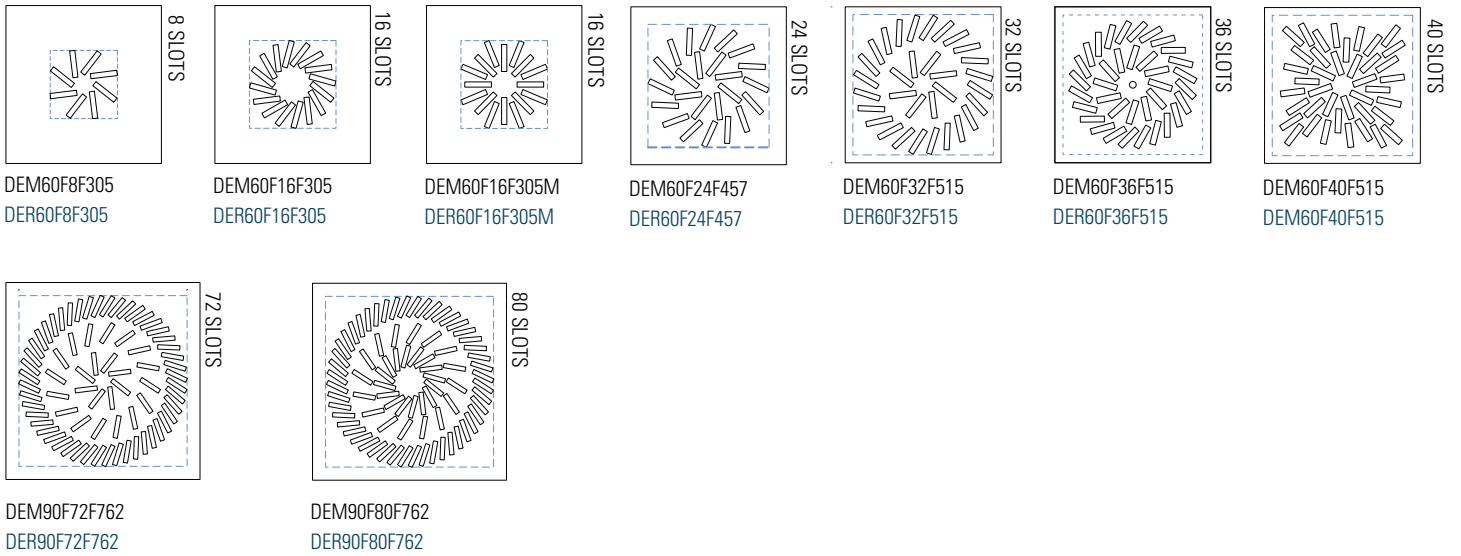 8 SLOTS
DEM60F8F305
DER60F8F305
16 SLOTS
DEM60F16F305
DER60F16F305
16 SLOTS
DEM60F16F305M
DER60F16F305M
24 SLOTS
DEM60F24F457
DER60F24F457
32 SLOTS
DEM60F32F515
DER60F32F515
36 SLOTS
DEM60F36F515
DER60F36F515
40 SLOTS
DEM60F40F515
DEM60F40F515
72 SLOTS
DEM90F72F762
DER90F72F762
80 SLOTS
DEM90F80F762
DER90F80F762